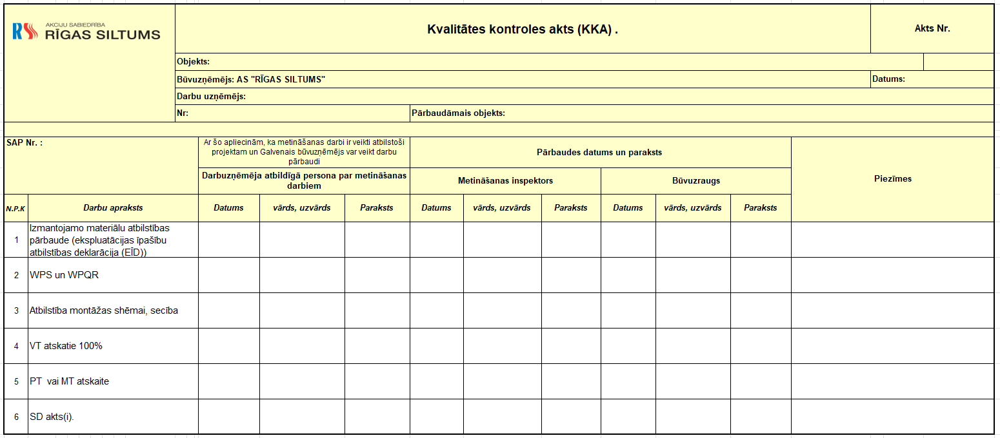 AKCIJU SABIEDRĪBA
RĪGAS SILTUMS
Kvalitātes kontroles akts (KKA) .
Akts Nr.
Objekts:
Būvuzņēmējs: AS "RĪGAS SILTUMS"
Datums:
Darbu uzņēmējs:
Nr:
Pārbaudāmais objekts:
SAP Nr. :
Ar šo apliecinām, ka metināšanas darbi ir veikti atbilstoši
projektam un Galvenais būvuzņēmējs var veikt darbu
pārbaudi
Pārbaudes datums un paraksts
Piezīmes
Darbuzņēmēja atbildīgā persona par metināšanas
darbiem
Metināšanas inspektors
Būvuzraugs
N.P.K
Darbu apraksts
Datums
vārds, uzvārds
Paraksts
Datums
vārds, uzvārds
Paraksts
Datums
vārds, uzvārds
Paraksts
1
Izmantojamo materiālu atbilstības
pārbaude (ekspluatācijas īpašību
atbilstības deklarācija (EĪD))
2
WPS un WPQR
3
Atbilstība montāžas shēmai, secība
4
VT atskatie 100%
5
PT  vai MT atskaite
6
SD akts(i).